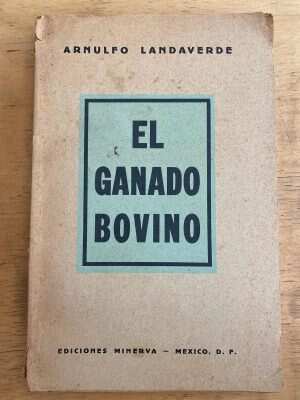 ARNULFO LANDAVERDE
EL
GANADO
BOVINO
EDICIONES MINERVA – MEXICO, D. F.